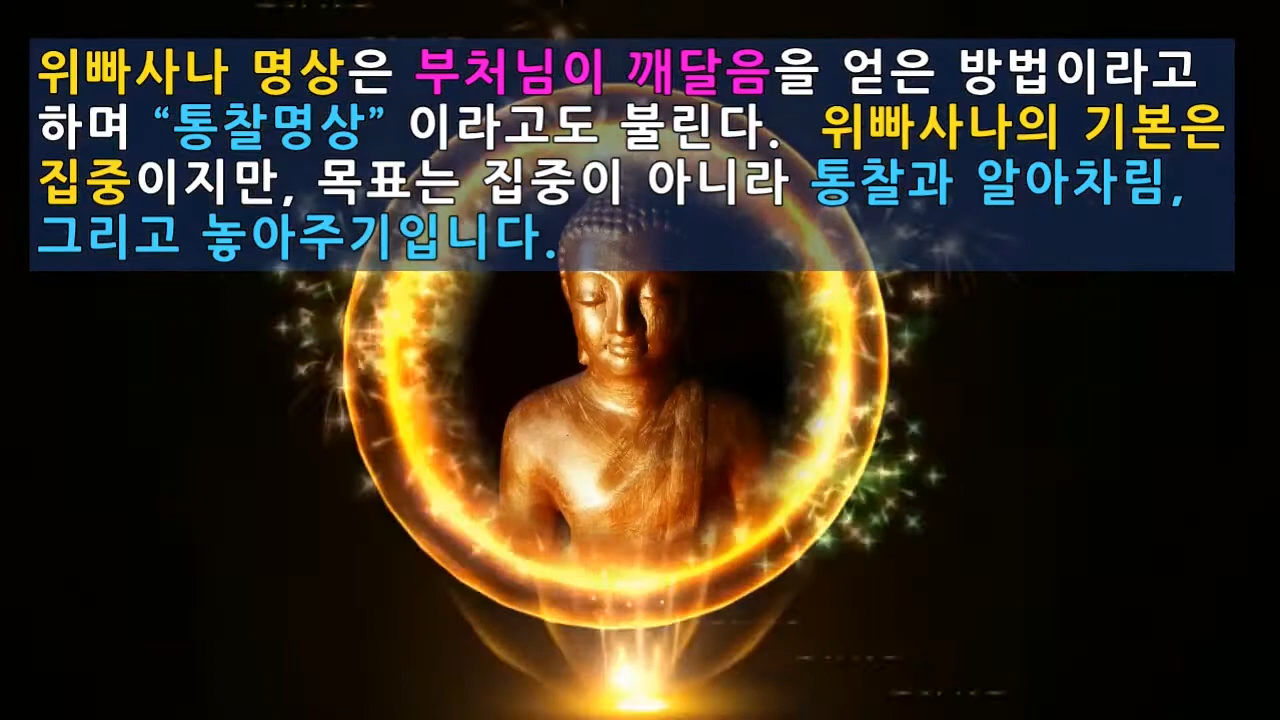 위빠사나 명상은 부처님이 깨달음을 얻은 방법이라고
하며 “통찰명상” 이라고도 불린다. 위빠사나의 기본은
집중이지만, 목표는 집중이 아니라 통찰과 알아차림,
그리고 놓아주기입니다.